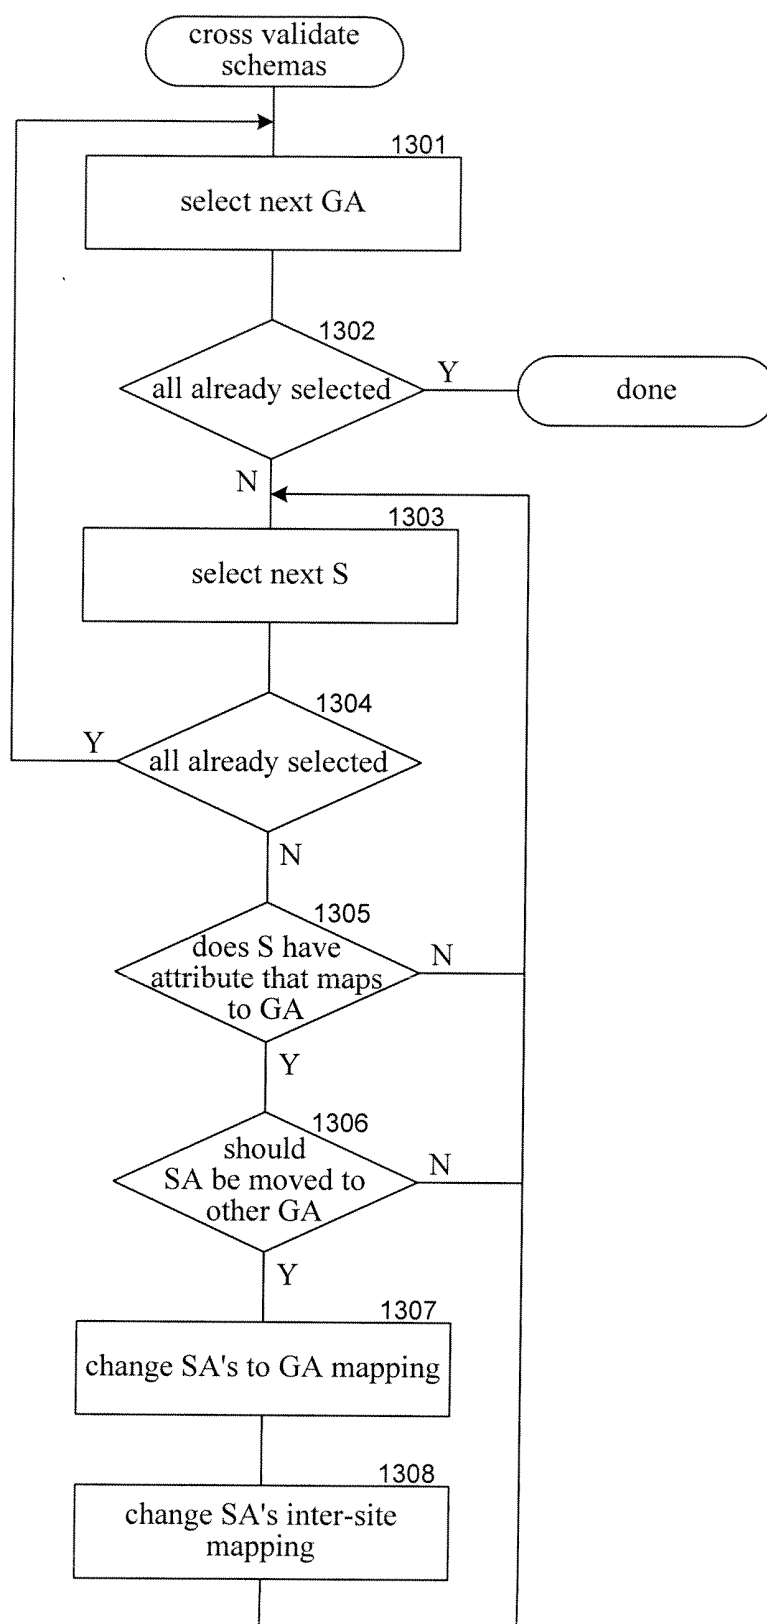 cross validate
schemas
1301
select next GA
1302
all already selected
Y
done
N
1303
select next S
1304
Y
all already selected
N
1305
does S have
attribute that maps
to GA
N
Y
1306
should
SA be moved to
other GA
N
Y
1307
change SA's to GA mapping
1308
change SA's inter-site
mapping